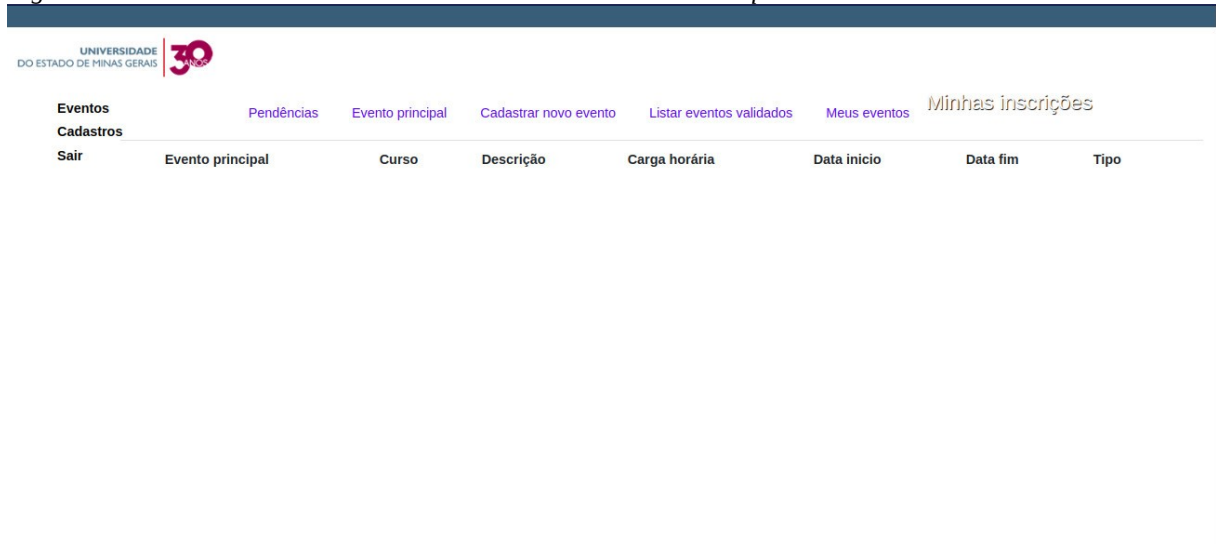 UNIVERSIDADE
DO ESTADO DE MINAS GERAIS
30
ANOS
Eventos
Cadastros
Sair
Pendências Evento principal Cadastrar novo evento Listar eventos validados Meus eventos Minhas inscrições
Evento principal Curso Descrição Carga horária Data inicio Data fim Tipo